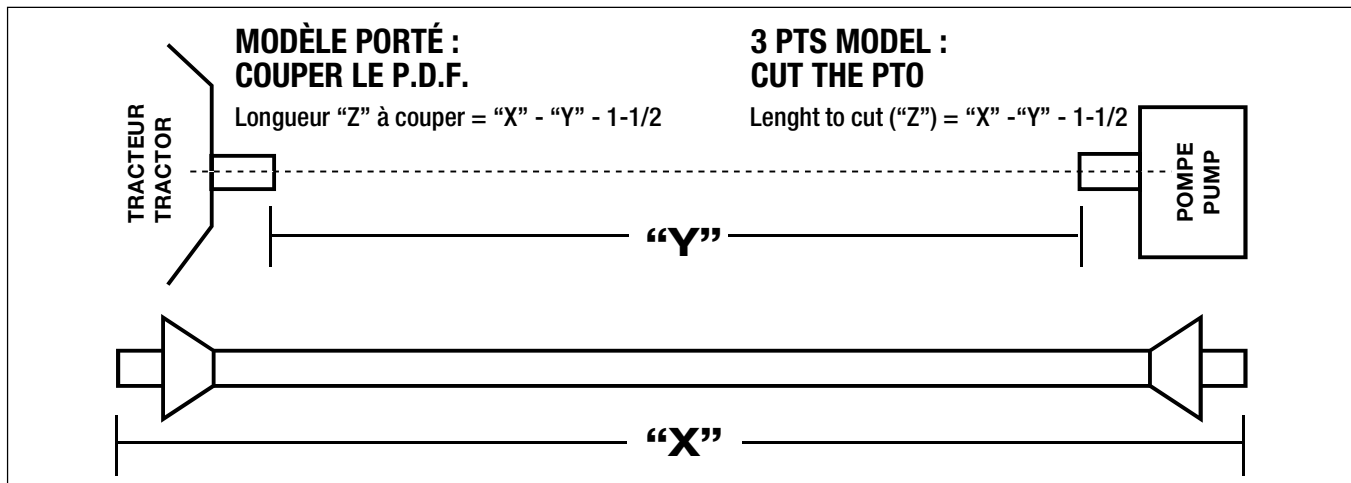 MODÈLE PORTÉ :
COUPER LE P.D.F.
Longueur “Z” à couper = “X” - “Y” - 1-1/2
3 PTS MODEL :
CUT THE PTO
Lenght to cut (“Z”) = “X” -“Y” - 1-1/2
TRACTEUR
TRACTOR
POMPE
PUMP
“Y”
“X”